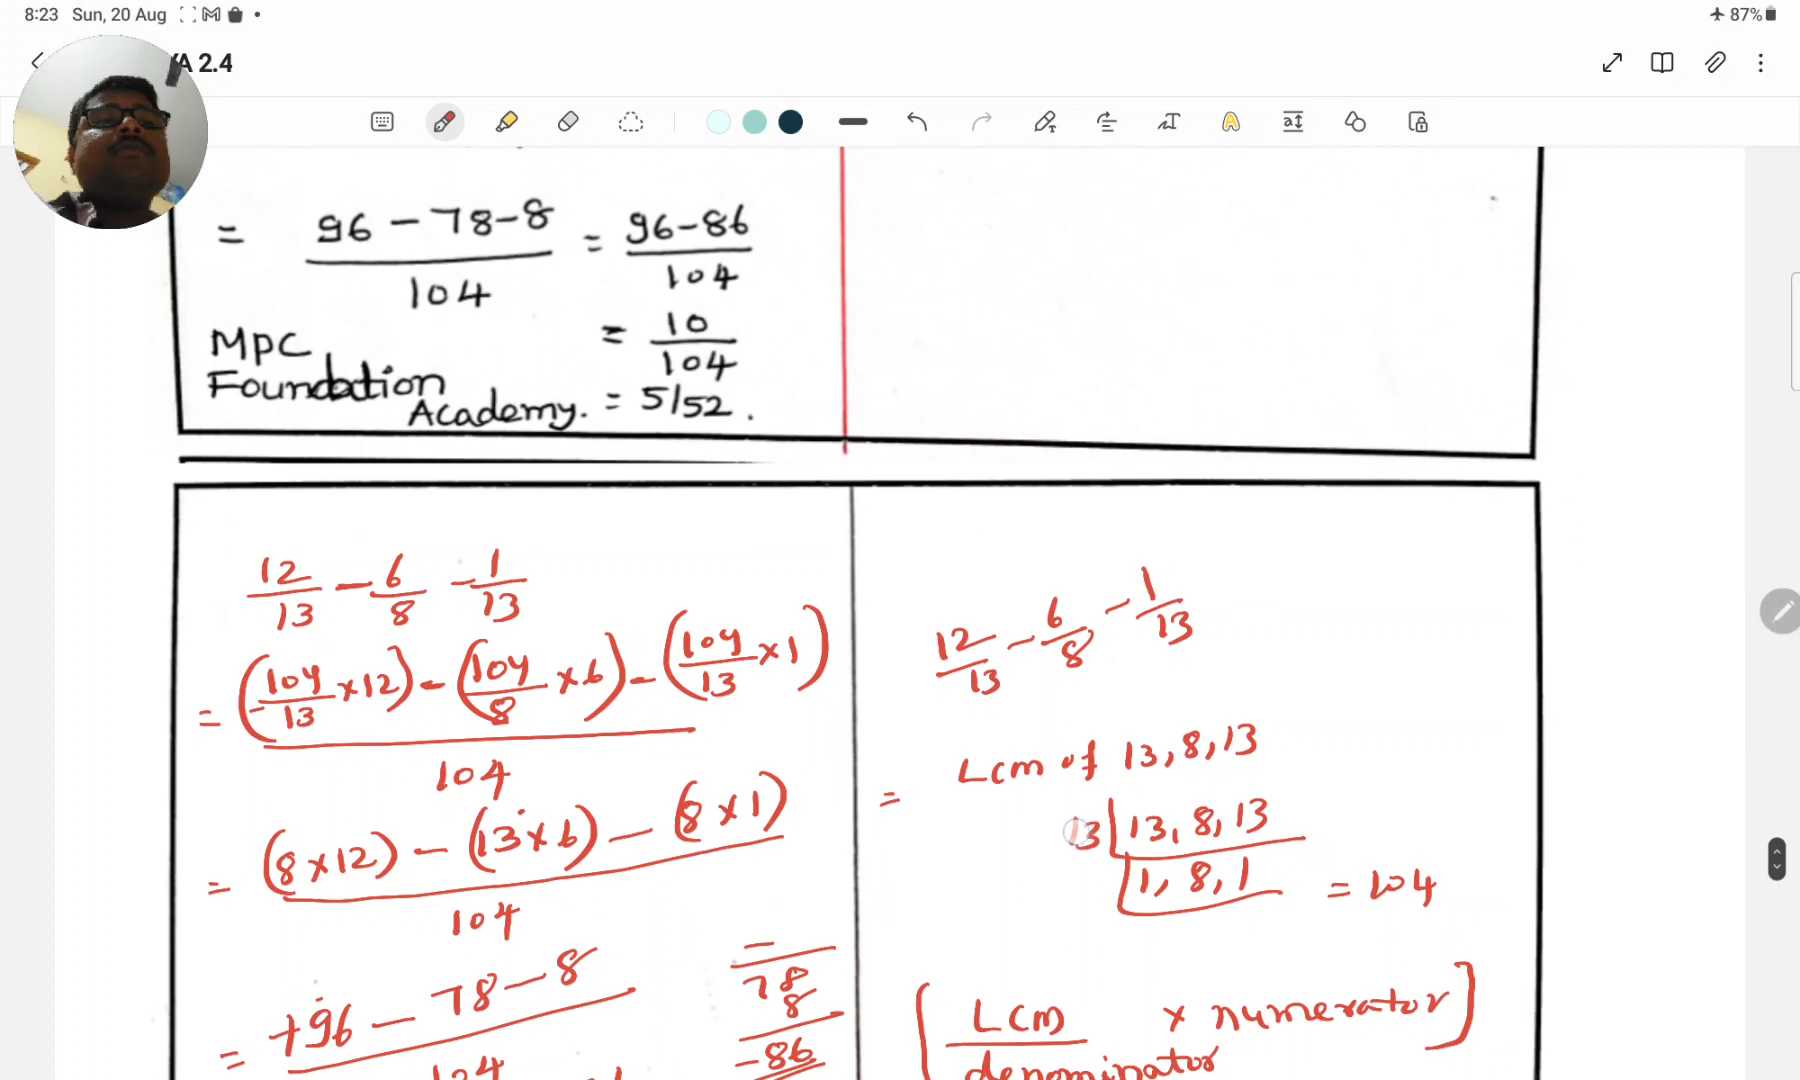 8:23 Sun, 20 Aug
87%
A 2.4
= 96 - 78 - 8 / 104 = 96 - 86 / 104
= 10 / 104
MPC
Foundation
Academy. = 5/52.
12/13 - 6/8 - 1/13
= (104/13 × 12) - (104/8 × 6) - (104/13 × 1) / 104
= (8 × 12) - (13 × 6) - (8 × 1) / 104
= +96 - 78 - 8 / 104
-
78
8
-86
12/13 - 6/8 - 1/13
= Lcm of 13, 8, 13
13 | 13, 8, 13
1, 8, 1 = 104
[Lcm / denominator × numerator]